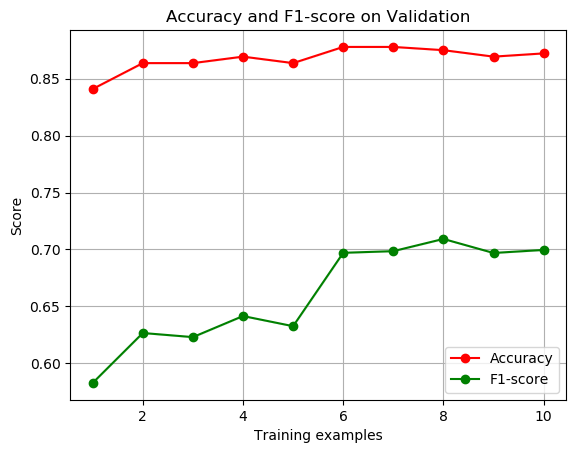 Accuracy and F1-score on Validation
0.85
0.80
0.75
0.70
0.65
0.60
Score
2
4
6
8
10
Training examples
Accuracy
F1-score